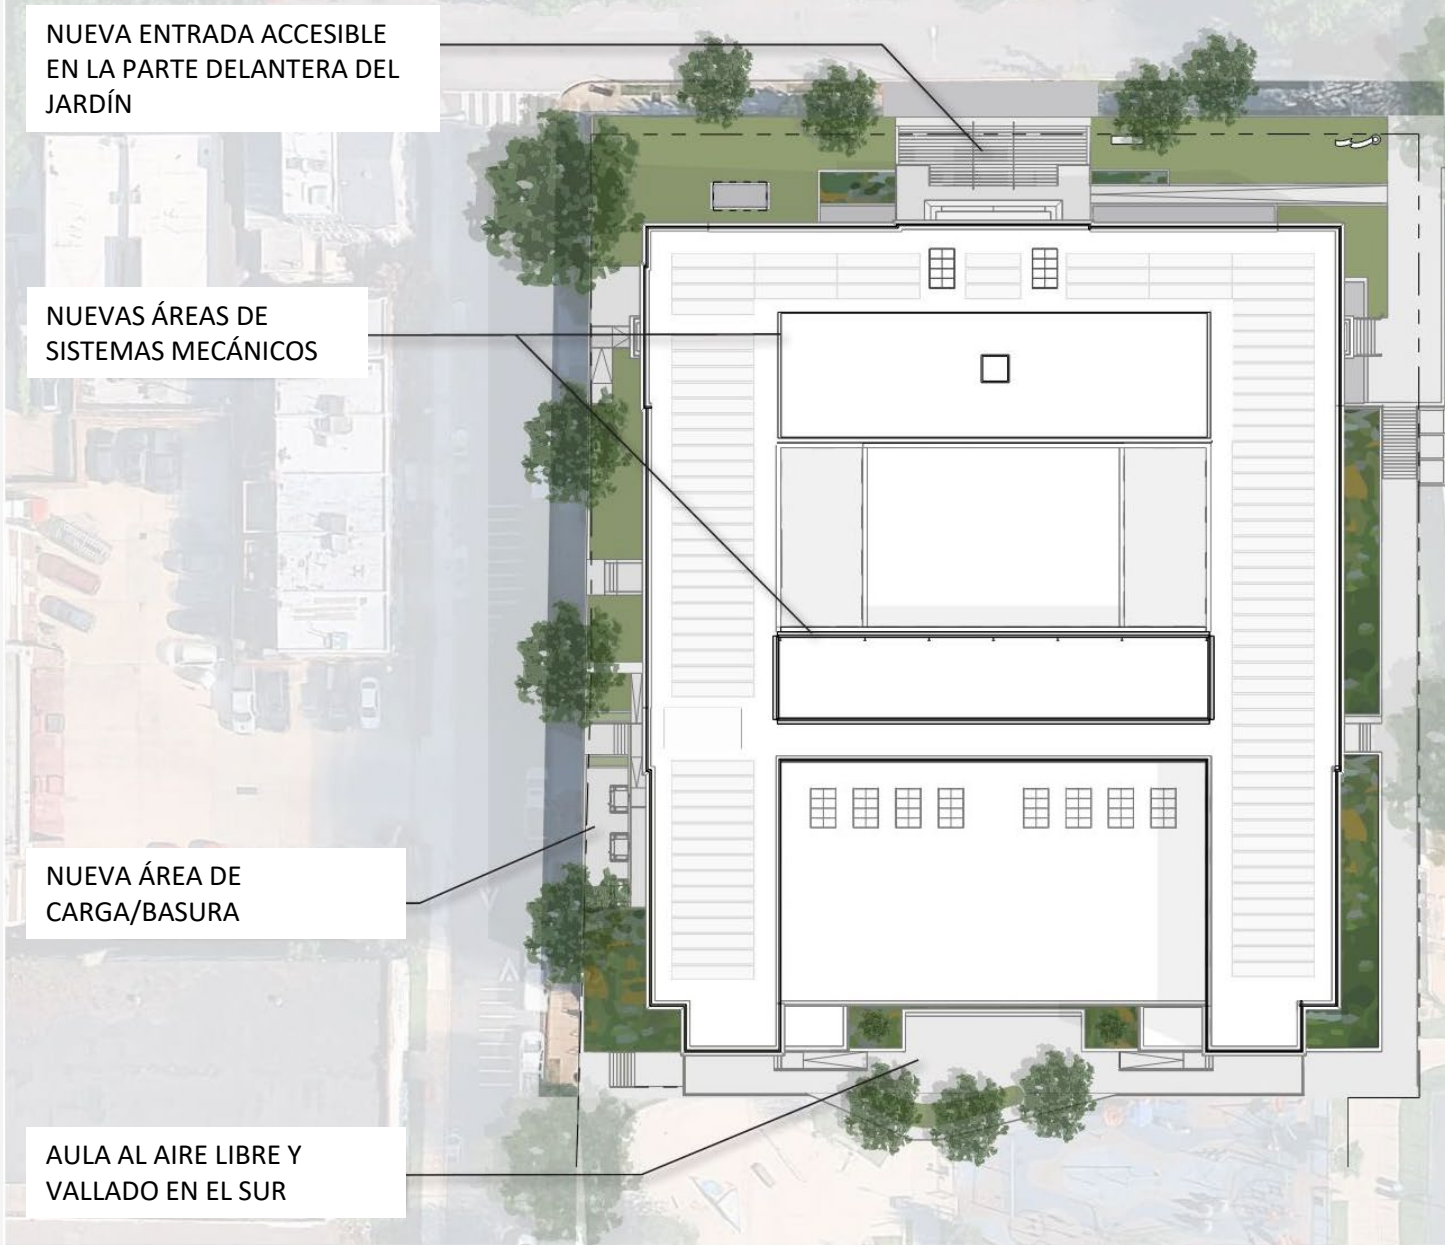 NUEVA ENTRADA ACCESIBLE
EN LA PARTE DELANTERA DEL
JARDÍN
NUEVAS ÁREAS DE
SISTEMAS MECÁNICOS
NUEVA ÁREA DE
CARGA/BASURA
AULA AL AIRE LIBRE Y
VALLADO EN EL SUR